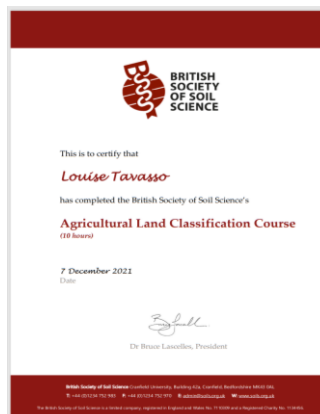 BRITISH
SOCIETY
OF SOIL
SCIENCE
This is to certify that
Louise Tavasso
has completed the British Society of Soil Science's
Agricultural Land Classification Course
(10 hours)
7 December 2021
Date
Dr Bruce Lascelles, President
British Society of Soil Science Cranfield University, Building 42a, Cranfield, Bedfordshire MK43 0AL